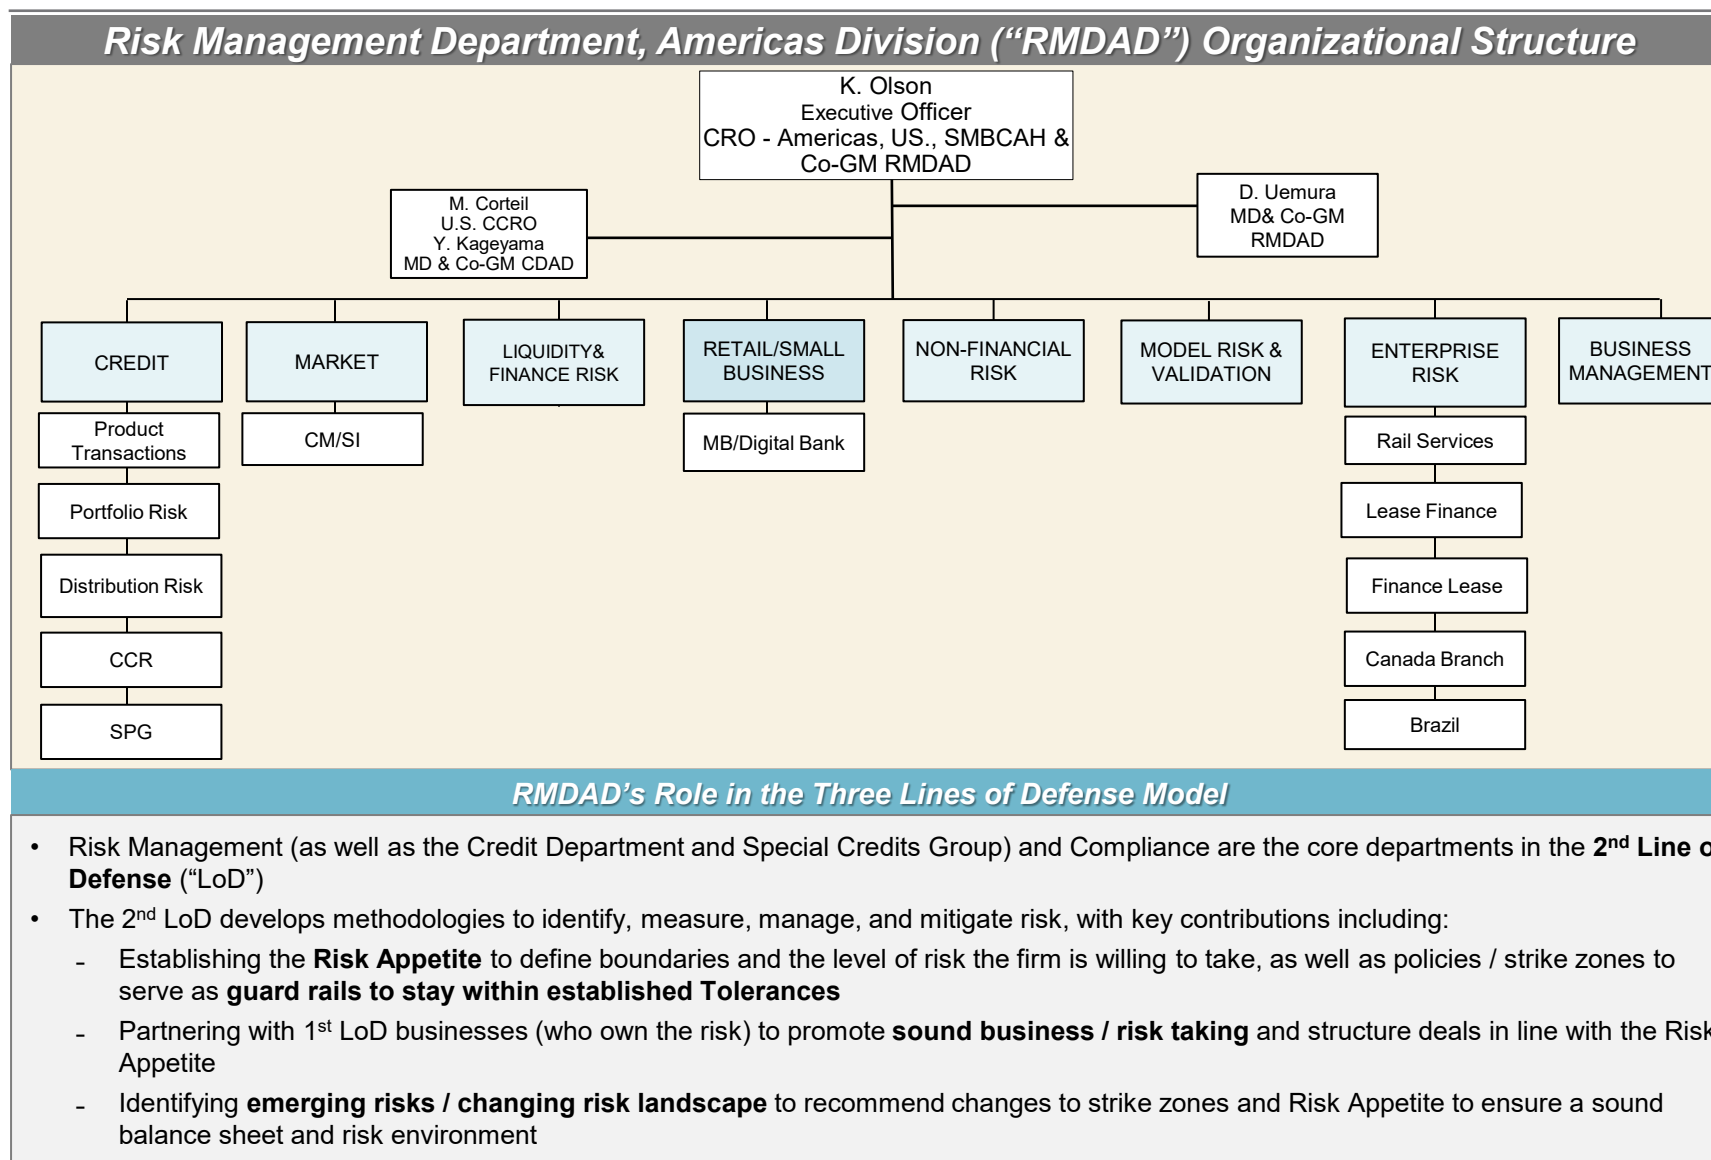 Risk Management Department, Americas Division (“RMDAD”) Organizational Structure
K. Olson
Executive Officer
CRO - Americas, US., SMBCAH &
Co-GM RMDAD
M. Corteil
U.S. CCRO
Y. Kageyama
MD & Co-GM CDAD
D. Uemura
MD& Co-GM
RMDAD
CREDIT
MARKET
LIQUIDITY&
FINANCE RISK
RETAIL/SMALL
BUSINESS
NON-FINANCIAL
RISK
MODEL RISK &
VALIDATION
ENTERPRISE
RISK
BUSINESS
MANAGEMENT
Product
Transactions
Portfolio Risk
Distribution Risk
CCR
SPG
CM/SI
MB/Digital Bank
Rail Services
Lease Finance
Finance Lease
Canada Branch
Brazil
RMDAD’s Role in the Three Lines of Defense Model
• Risk Management (as well as the Credit Department and Special Credits Group) and Compliance are the core departments in the 2nd Line o
Defense (“LoD”)
• The 2nd LoD develops methodologies to identify, measure, manage, and mitigate risk, with key contributions including:
- Establishing the Risk Appetite to define boundaries and the level of risk the firm is willing to take, as well as policies / strike zones to
serve as guard rails to stay within established Tolerances
- Partnering with 1st LoD businesses (who own the risk) to promote sound business / risk taking and structure deals in line with the Risk
Appetite
- Identifying emerging risks / changing risk landscape to recommend changes to strike zones and Risk Appetite to ensure a sound
balance sheet and risk environment